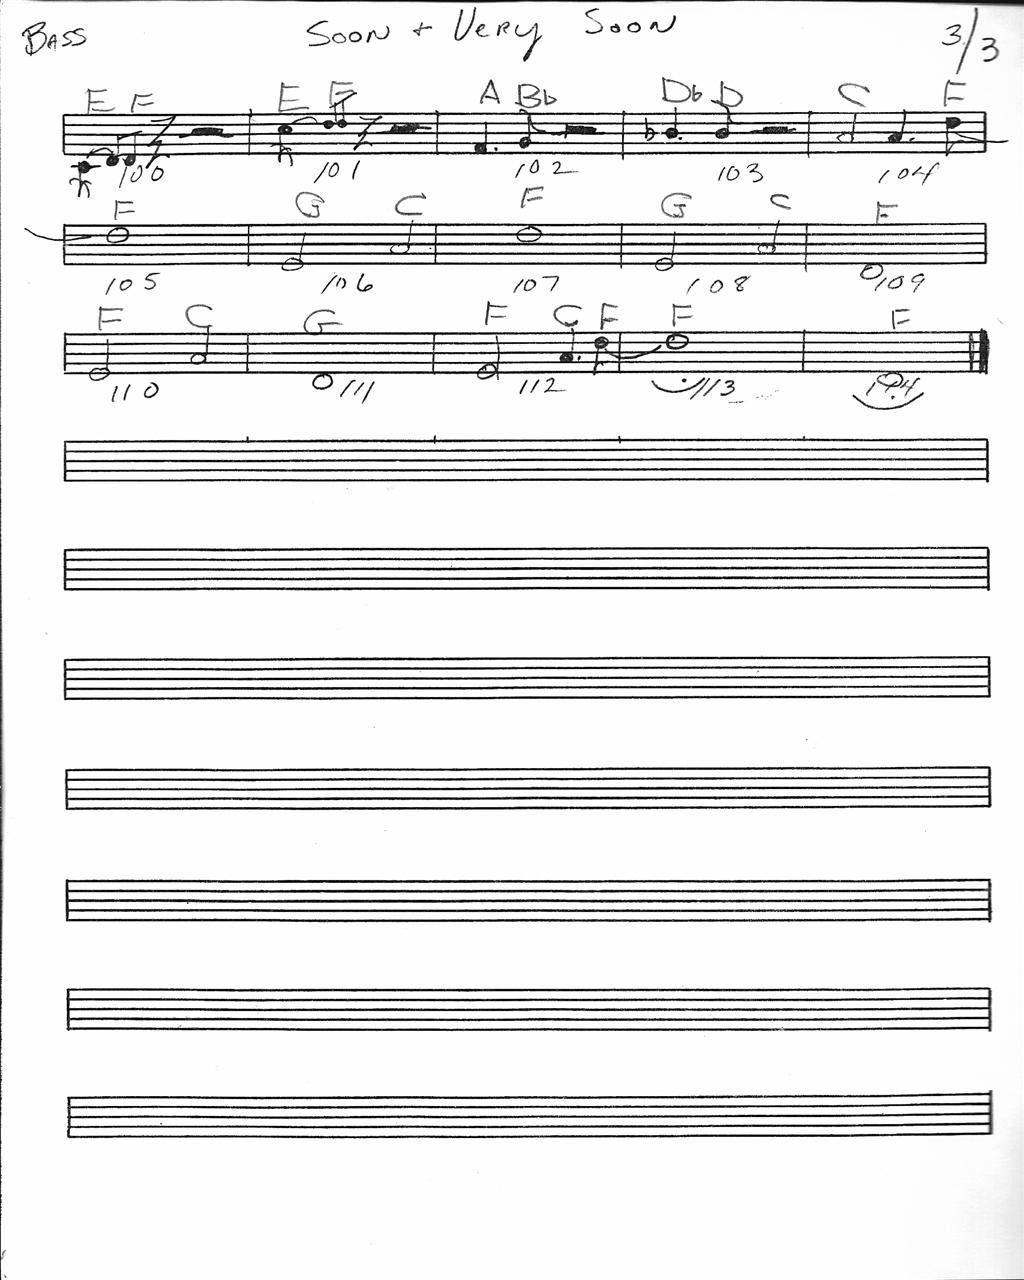 BASS SOON + VERY SOON 3/3
E F E F A Bb Db D C F
100 101 102 103 104
F G C F G C F
105 106 107 108 109
F C G F C F F F
110 111 112 113 114